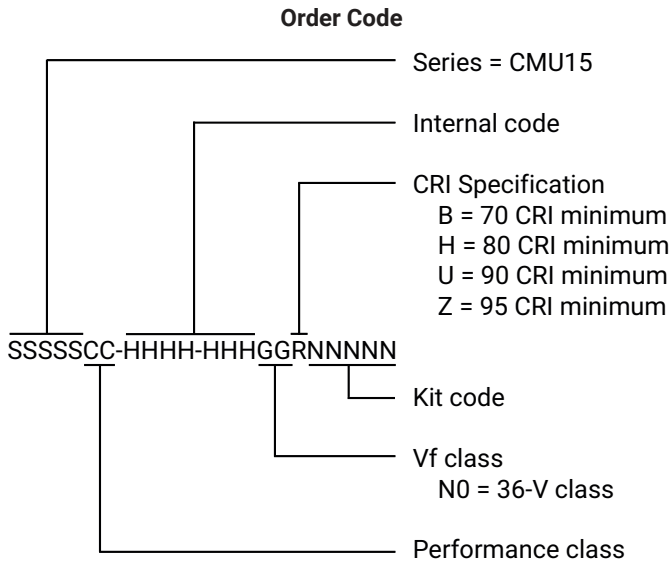 Order Code
Series = CMU15
Internal code
CRI Specification
B = 70 CRI minimum
H = 80 CRI minimum
U = 90 CRI minimum
Z = 95 CRI minimum
SSSSSCC-HHHH-HHHGGRNNNNN
Kit code
Vf class
N0 = 36-V class
Performance class